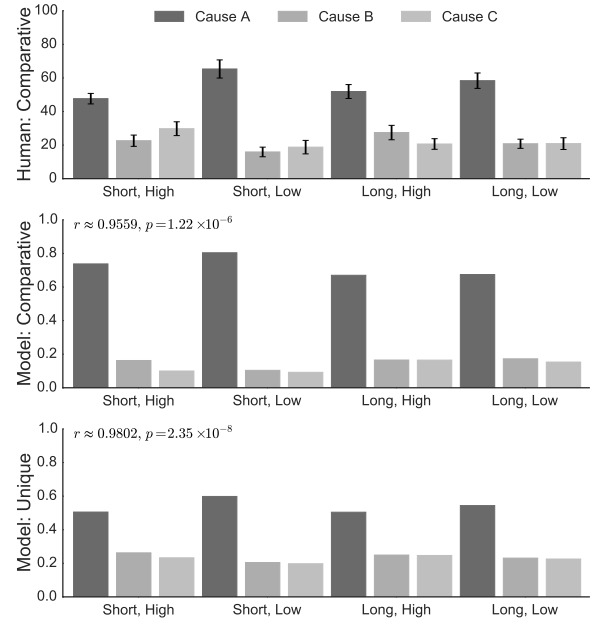 Cause A Cause B Cause C
Human: Comparative
100
80
60
40
20
0
Short, High Short, Low Long, High Long, Low
r ≈ 0.9559, p = 1.22 × 10⁻⁶
Model: Comparative
1.0
0.8
0.6
0.4
0.2
0.0
Short, High Short, Low Long, High Long, Low
r ≈ 0.9802, p = 2.35 × 10⁻⁸
Model: Unique
1.0
0.8
0.6
0.4
0.2
0.0
Short, High Short, Low Long, High Long, Low